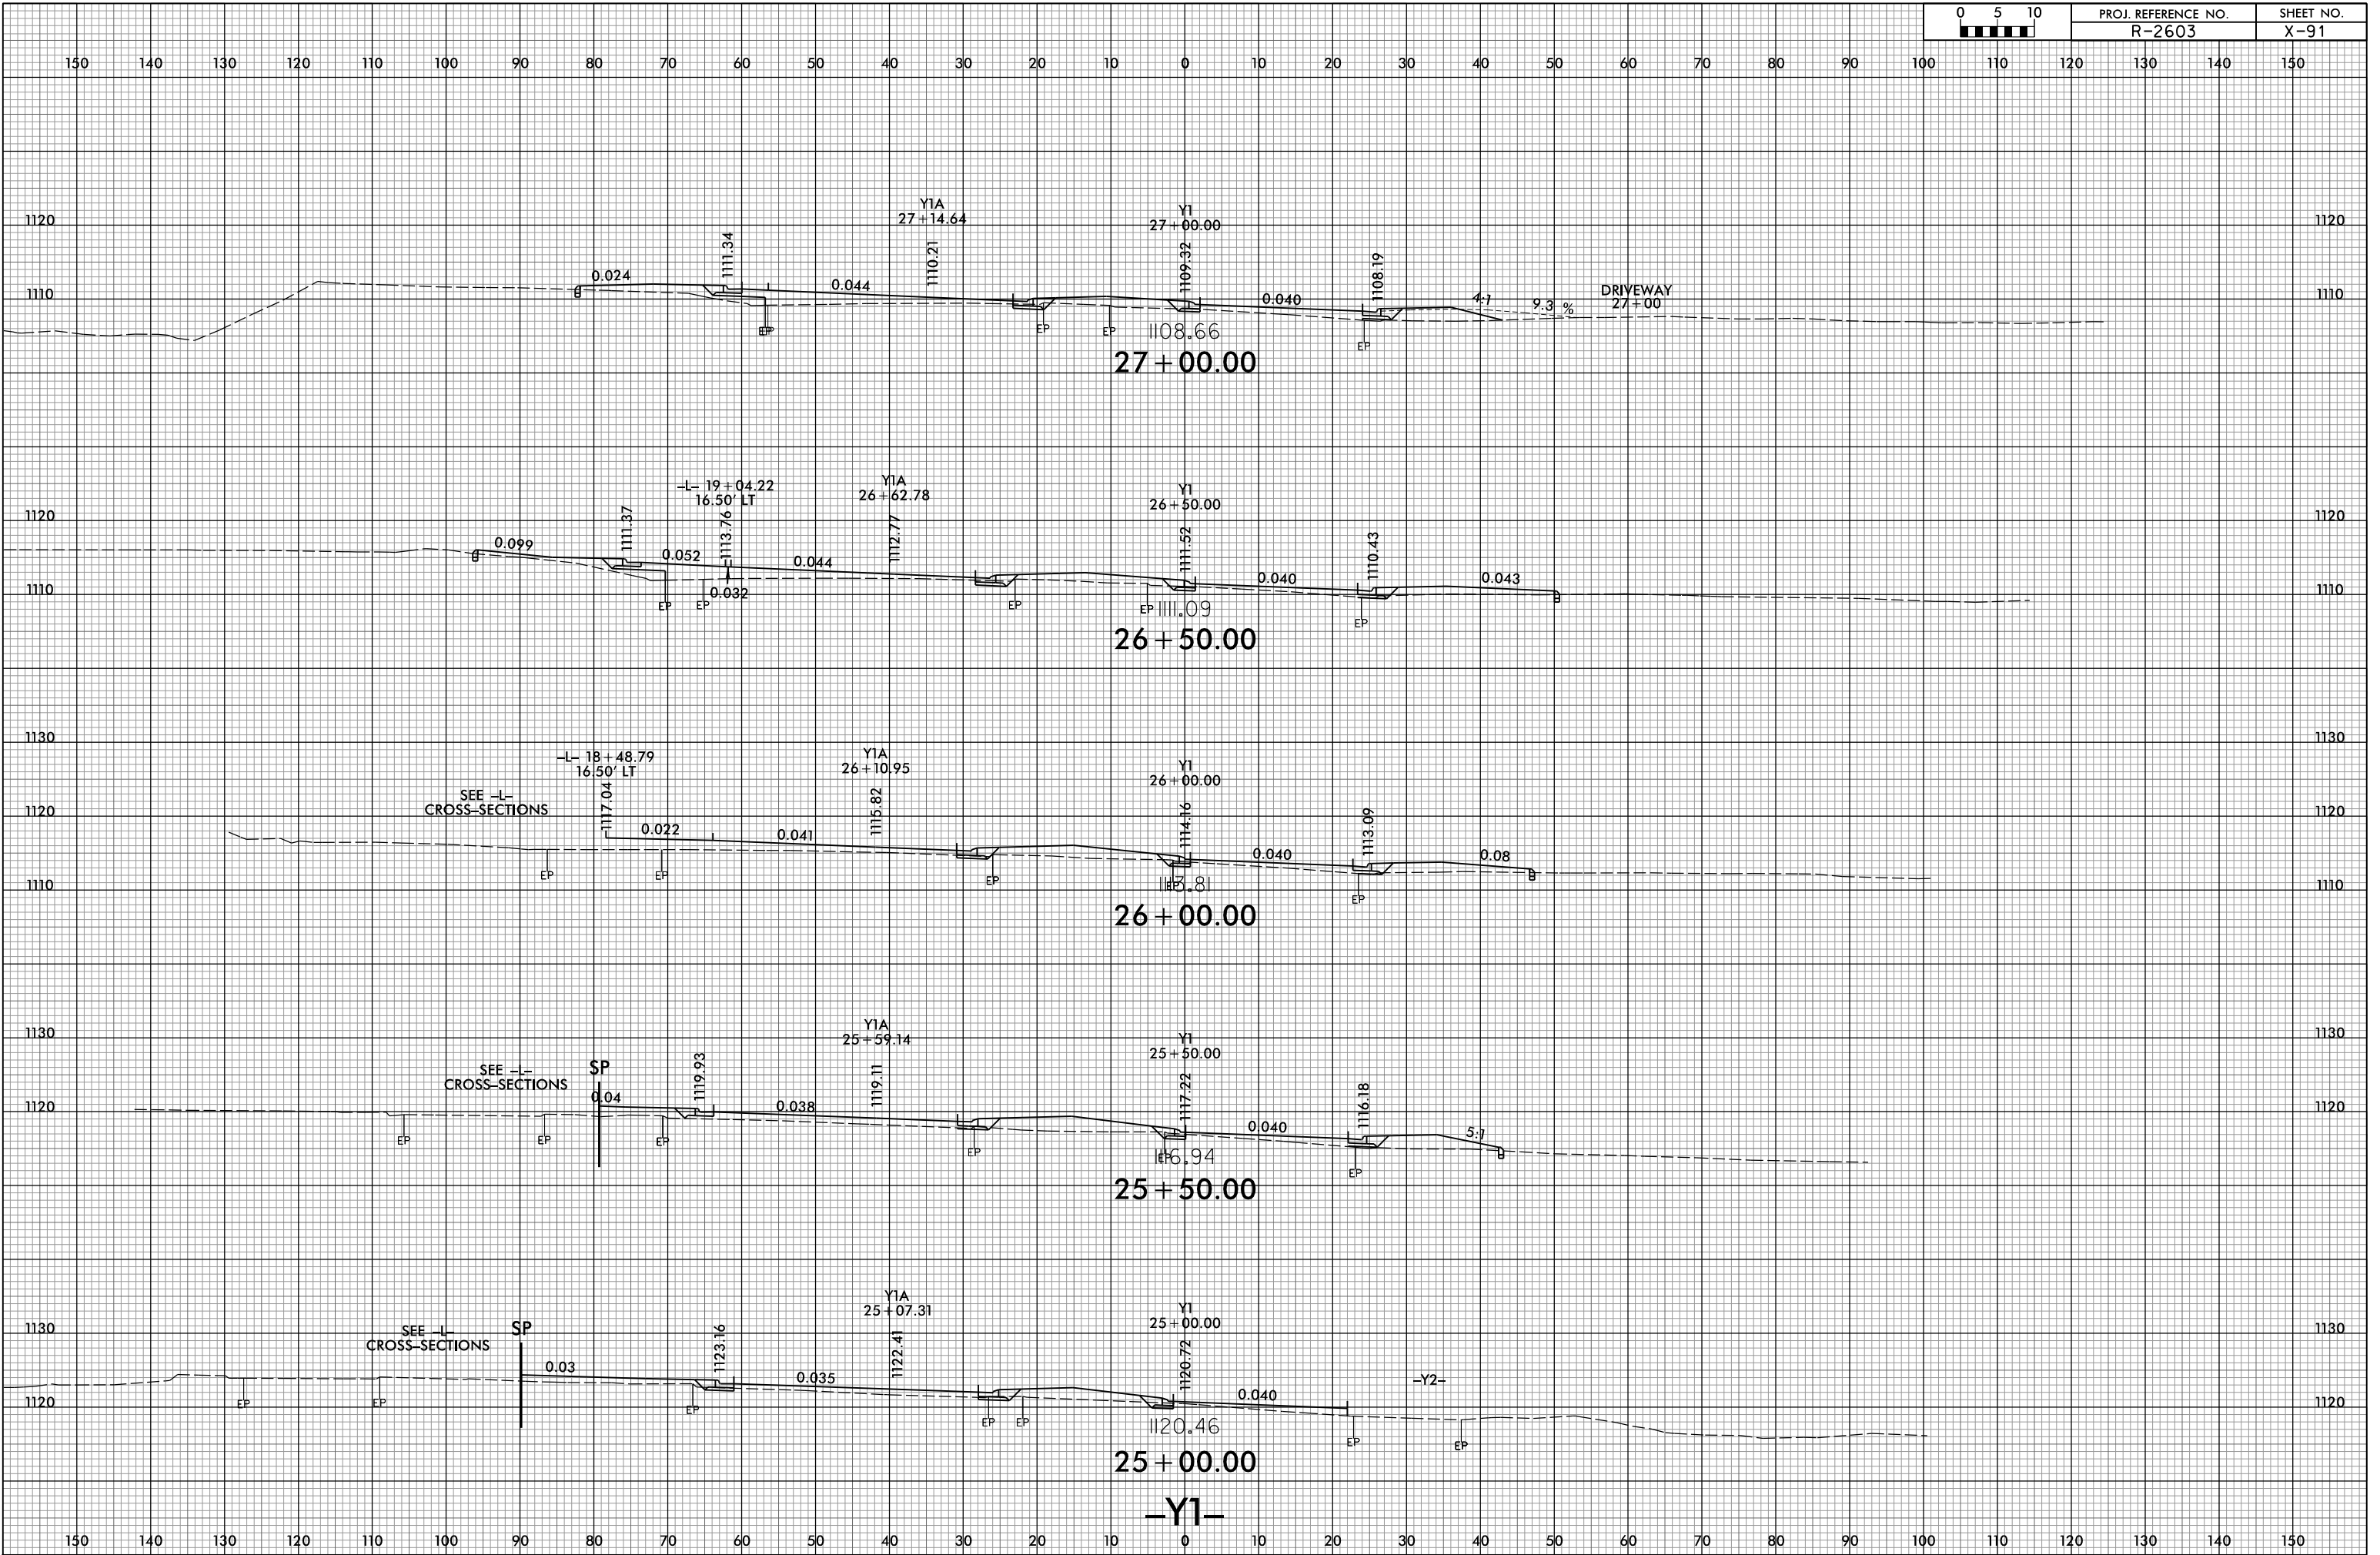 0 5 10 PROJ. REFERENCE NO. SHEET NO.
R-2603 X-91
150 140 130 120 110 100 90 80 70 60 50 40 30 20 10 0 10 20 30 40 50 60 70 80 90 100 110 120 130 140 150
Y1A
27+14.64
Y1
27+00.00
1120 1120
1111.34 1110.21 1109.32 1108.19
0.024 0.044 0.040 4:1 9.3 %
DRIVEWAY
27+00
1110 1110
EP EP EP EP EP
1108.66
27+00.00
-L- 19+04.22
16.50' LT
Y1A
26+62.78
Y1
26+50.00
1120 1120
1111.37 1113.76 1112.77 1111.52 1110.43
0.099 0.052 0.044 0.040 0.043
0.032
1110 1110
EP EP EP EP EP
1111.09
26+50.00
1130 1130
-L- 18+48.79
16.50' LT
Y1A
26+10.95
Y1
26+00.00
SEE -L-
CROSS-SECTIONS
1120 1120
1117.04 1115.82 1114.16 1113.09
0.022 0.041 0.040 0.08
1110 1110
EP EP EP EP EP
1113.81
26+00.00
1130 1130
Y1A
25+59.14
Y1
25+50.00
SEE -L-
CROSS-SECTIONS
SP
1119.93 1119.11 1117.22 1116.18
1120 1120
0.04 0.038 0.040 5:1
EP EP EP EP EP EP
1116.94
25+50.00
Y1A
25+07.31
Y1
25+00.00
1130 1130
SEE -L-
CROSS-SECTIONS
SP
1123.16 1122.41 1120.72
0.03 0.035 0.040 -Y2-
1120 1120
EP EP EP EP EP EP EP
1120.46
25+00.00
-Y1-
150 140 130 120 110 100 90 80 70 60 50 40 30 20 10 0 10 20 30 40 50 60 70 80 90 100 110 120 130 140 150